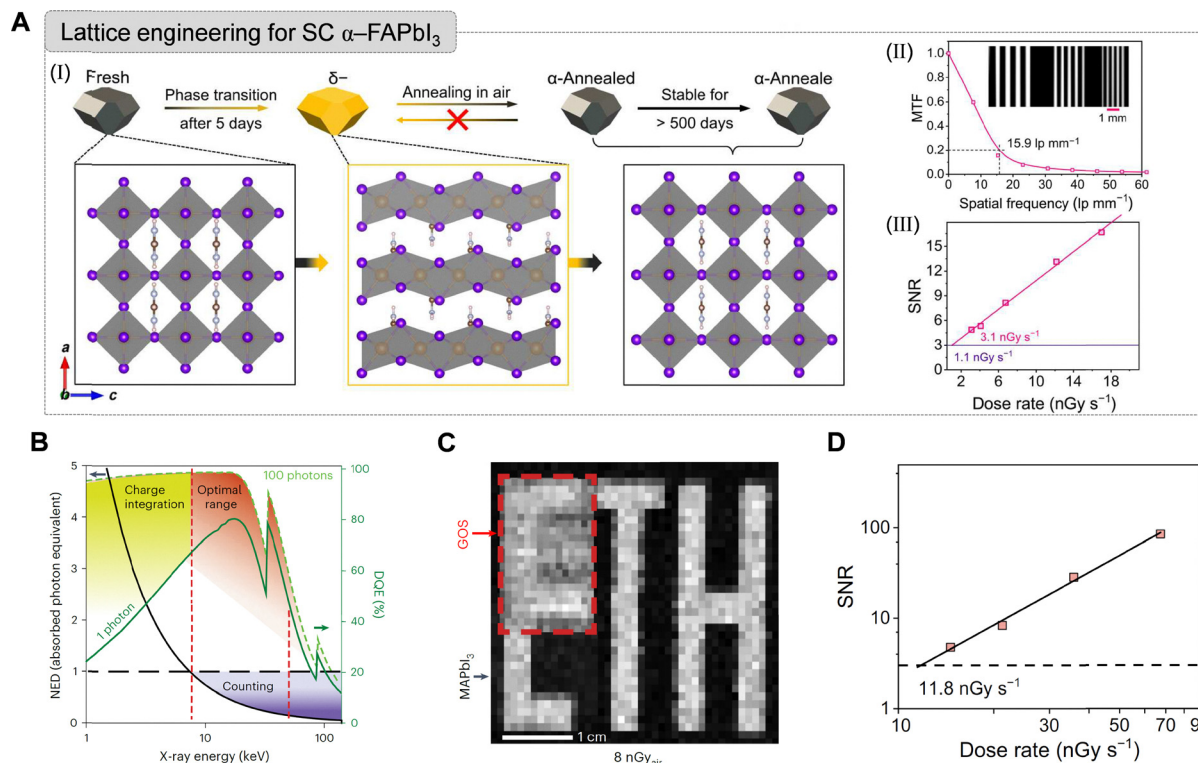 A
Lattice engineering for SC α–FAPbI₃
(I)
Fresh
Phase transition
after 5 days
δ−
Annealing in air
α-Annealed
Stable for
> 500 days
α-Anneale
a
b
c
(II)
MTF
1.0
0.8
0.6
0.4
0.2
0.0
15.9 lp mm⁻¹
1 mm
0 10 20 30 40 50 60
Spatial frequency (lp mm⁻¹)
(III)
SNR
15
12
9
6
3
3.1 nGy s⁻¹
1.1 nGy s⁻¹
2 6 10 14 18
Dose rate (nGy s⁻¹)
B
NED (absorbed photon equivalent)
5
4
3
2
1
0
Charge
integration
Optimal
range
100 photons
1 photon
Counting
100
80
60
40
20
0
DQE (%)
1 10 100
X-ray energy (keV)
C
GOS
MAPbI₃
ETH
1 cm
8 nGyₐᵢᵣ
D
SNR
100
10
1
11.8 nGy s⁻¹
10 30 50 70 9
Dose rate (nGy s⁻¹)